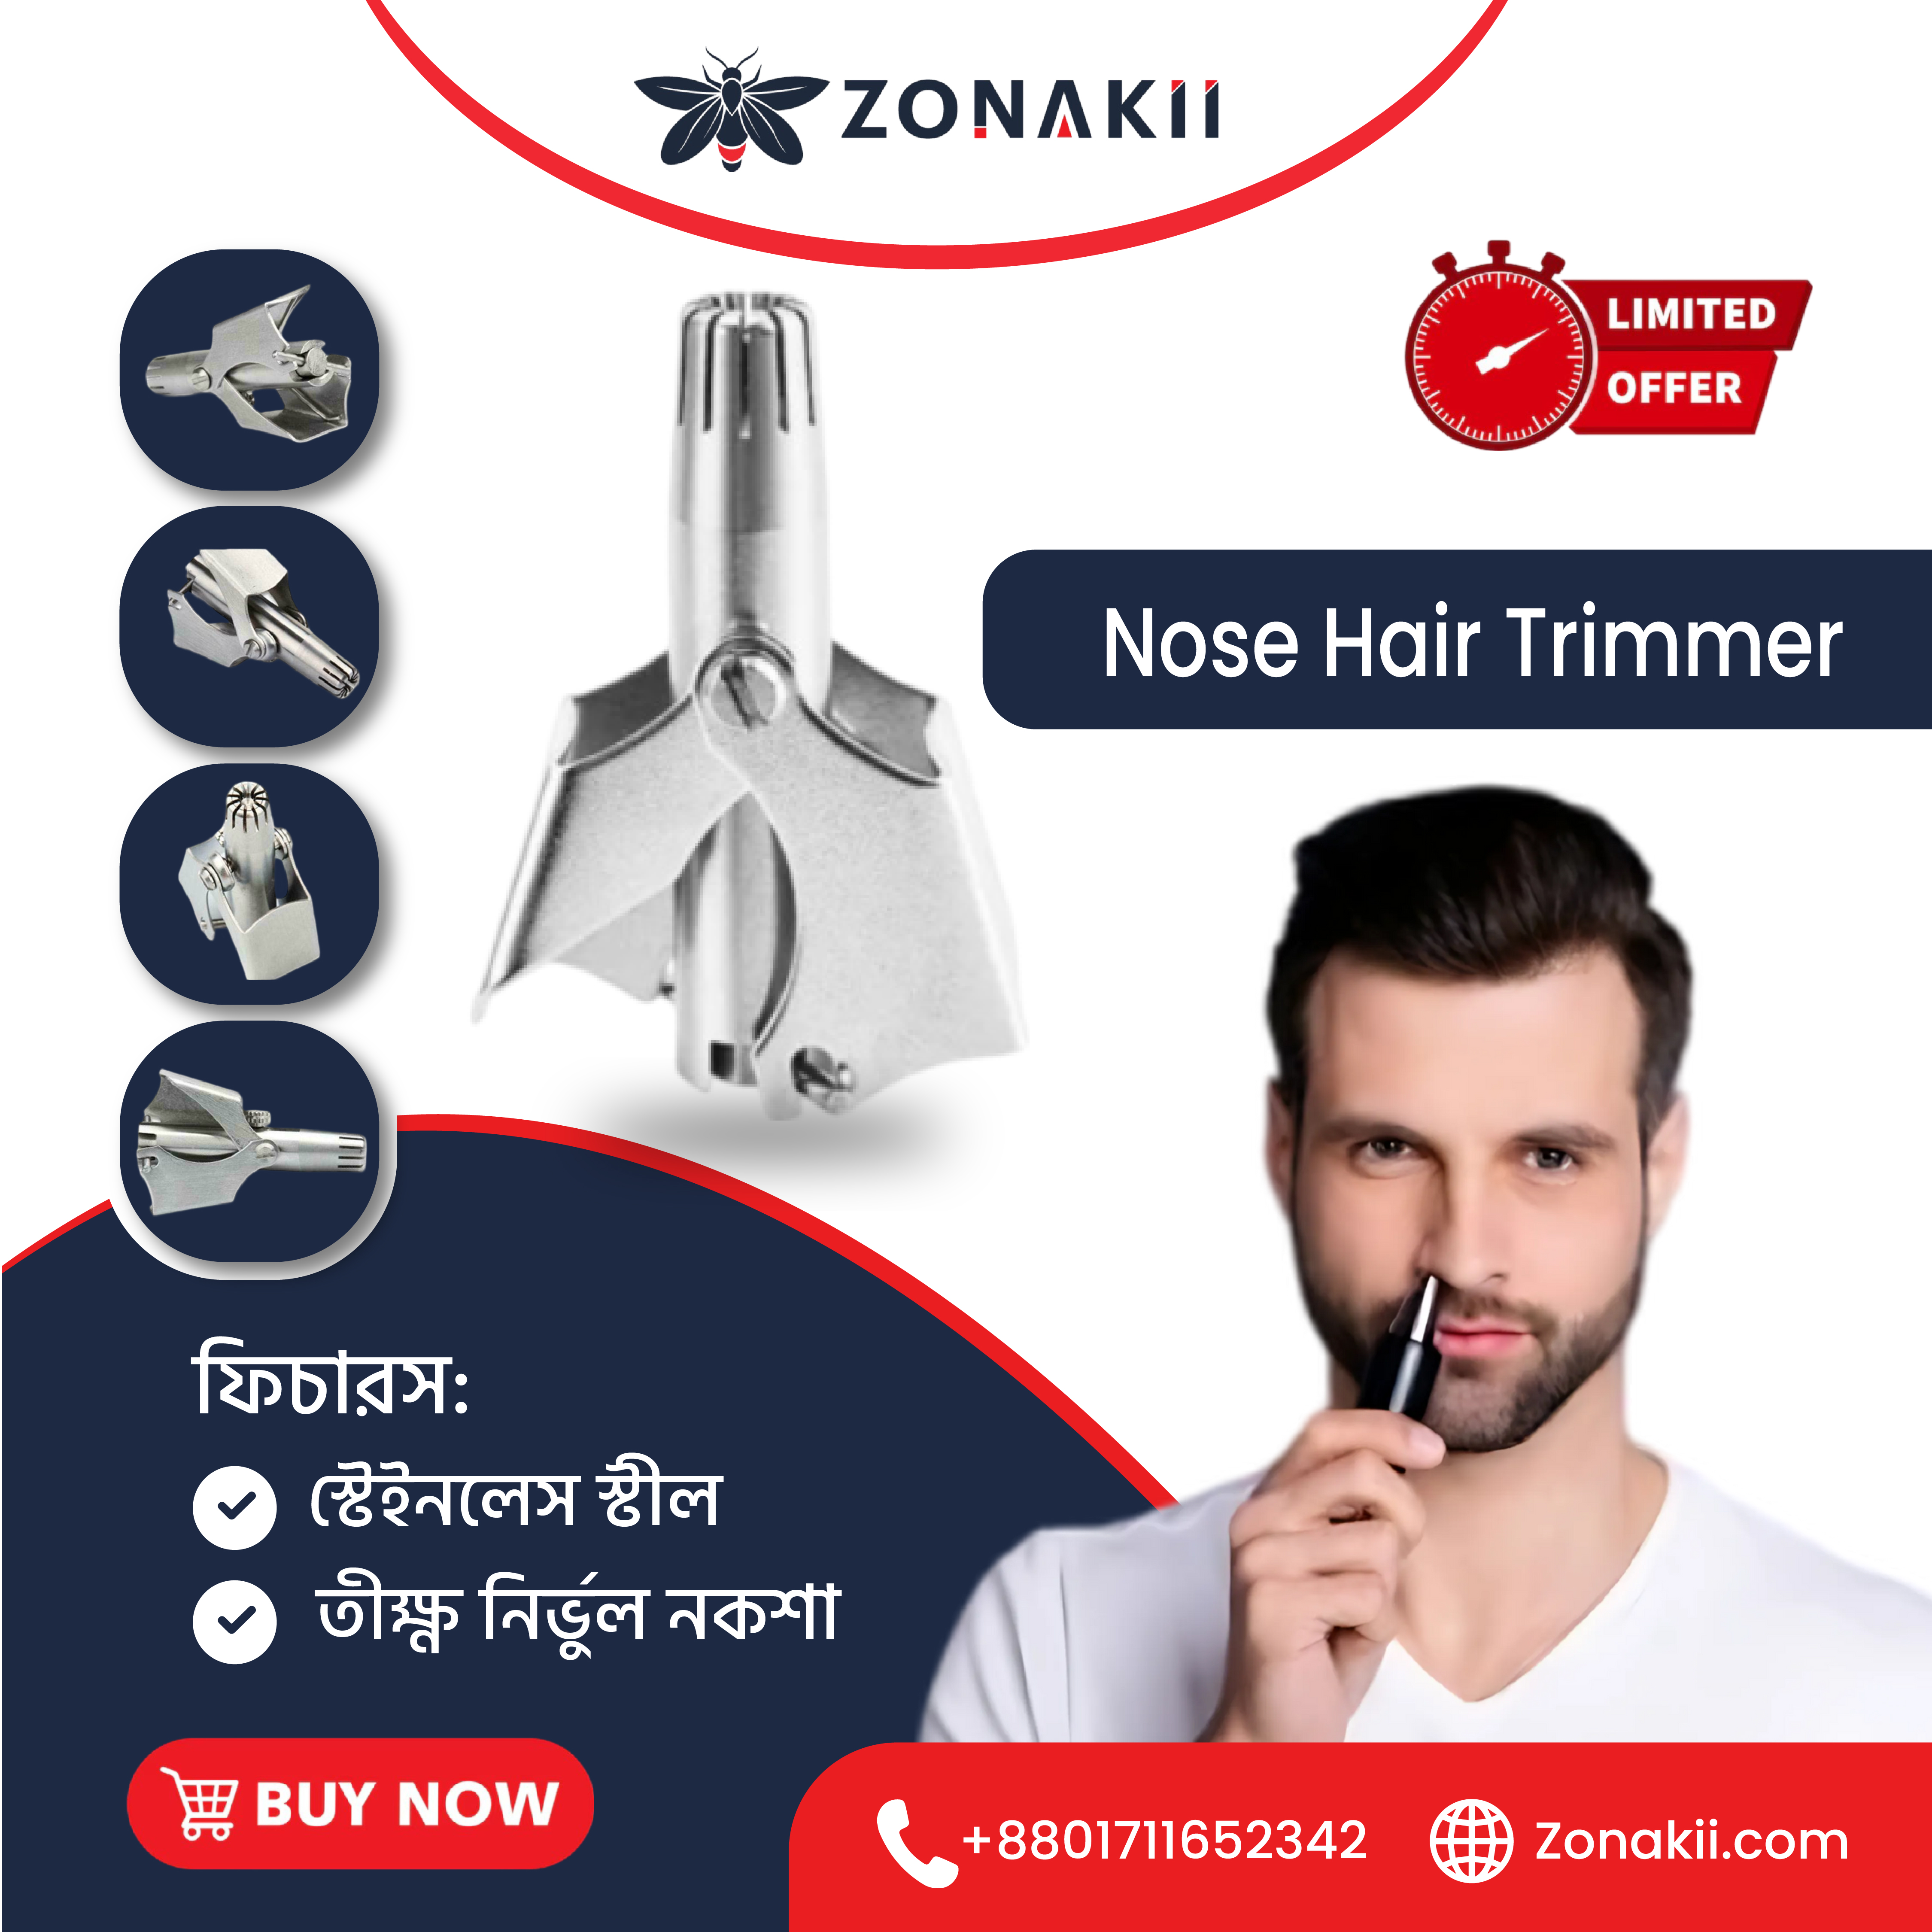 ZONAKII
LIMITED
OFFER
Nose Hair Trimmer
ফিচারস:
স্টেইনলেস স্টীল
তীক্ষ্ণ নির্ভুল নকশা
BUY NOW
+8801711652342
Zonakii.com